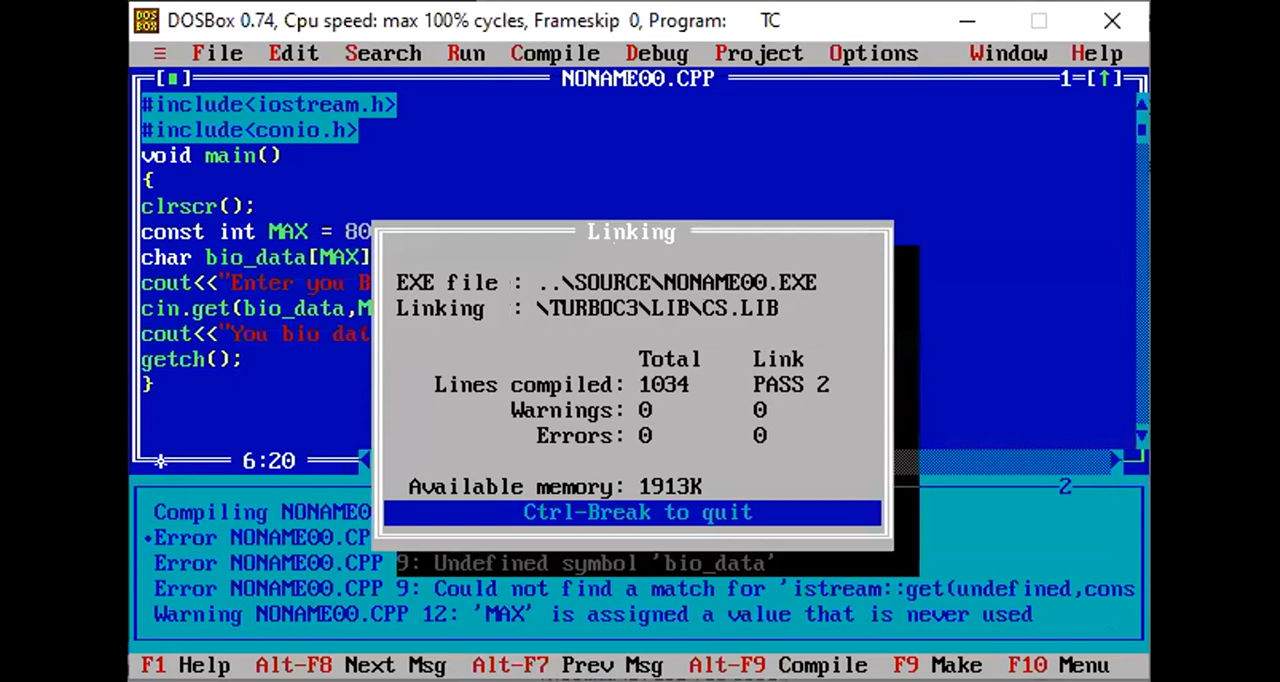 DOSBox 0.74, Cpu speed: max 100% cycles, Frameskip 0, Program: TC
≡ File Edit Search Run Compile Debug Project Options Window Help
[■] NONAME00.CPP 1=[↑]
#include<iostream.h>
#include<conio.h>
void main()
{
clrscr();
const int MAX = 80
char bio_data[MAX]
cout<<"Enter you B
cin.get(bio_data,M
cout<<"You bio dat
getch();
}
6:20
Linking
EXE file : ..\SOURCE\NONAME00.EXE
Linking : \TURBOC3\LIB\CS.LIB
Total Link
Lines compiled: 1034 PASS 2
Warnings: 0 0
Errors: 0 0
Available memory: 1913K
Ctrl-Break to quit
2
Compiling NONAME0
•Error NONAME00.CP
Error NONAME00.CPP 9: Undefined symbol 'bio_data'
Error NONAME00.CPP 9: Could not find a match for 'istream::get(undefined,cons
Warning NONAME00.CPP 12: 'MAX' is assigned a value that is never used
F1 Help Alt-F8 Next Msg Alt-F7 Prev Msg Alt-F9 Compile F9 Make F10 Menu